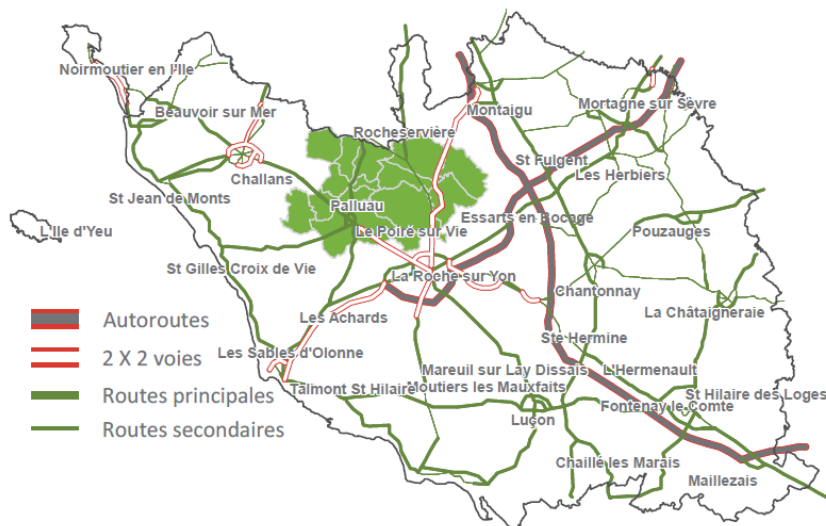 Noirmoutier en l'Ile
Beauvoir sur Mer
Montaigu
Mortagne sur Sèvre
Rocheservière
St Fulgent
Les Herbiers
Challans
St Jean de Monts
Palluau
L'Ile d'Yeu
Le Poiré sur Vie
Essarts en Bocage
Pouzauges
St Gilles Croix de Vie
La Roche sur Yon
Chantonnay
La Châtaigneraie
Les Achards
Ste Hermine
Les Sables d'Olonne
Mareuil sur Lay Dissais
L'Hermenault
Talmont St Hilaire
Moutiers les Mauxfaits
St Hilaire des Loges
Fontenay le Comte
Luçon
Chaillé les Marais
Maillezais
Autoroutes
2 X 2 voies
Routes principales
Routes secondaires